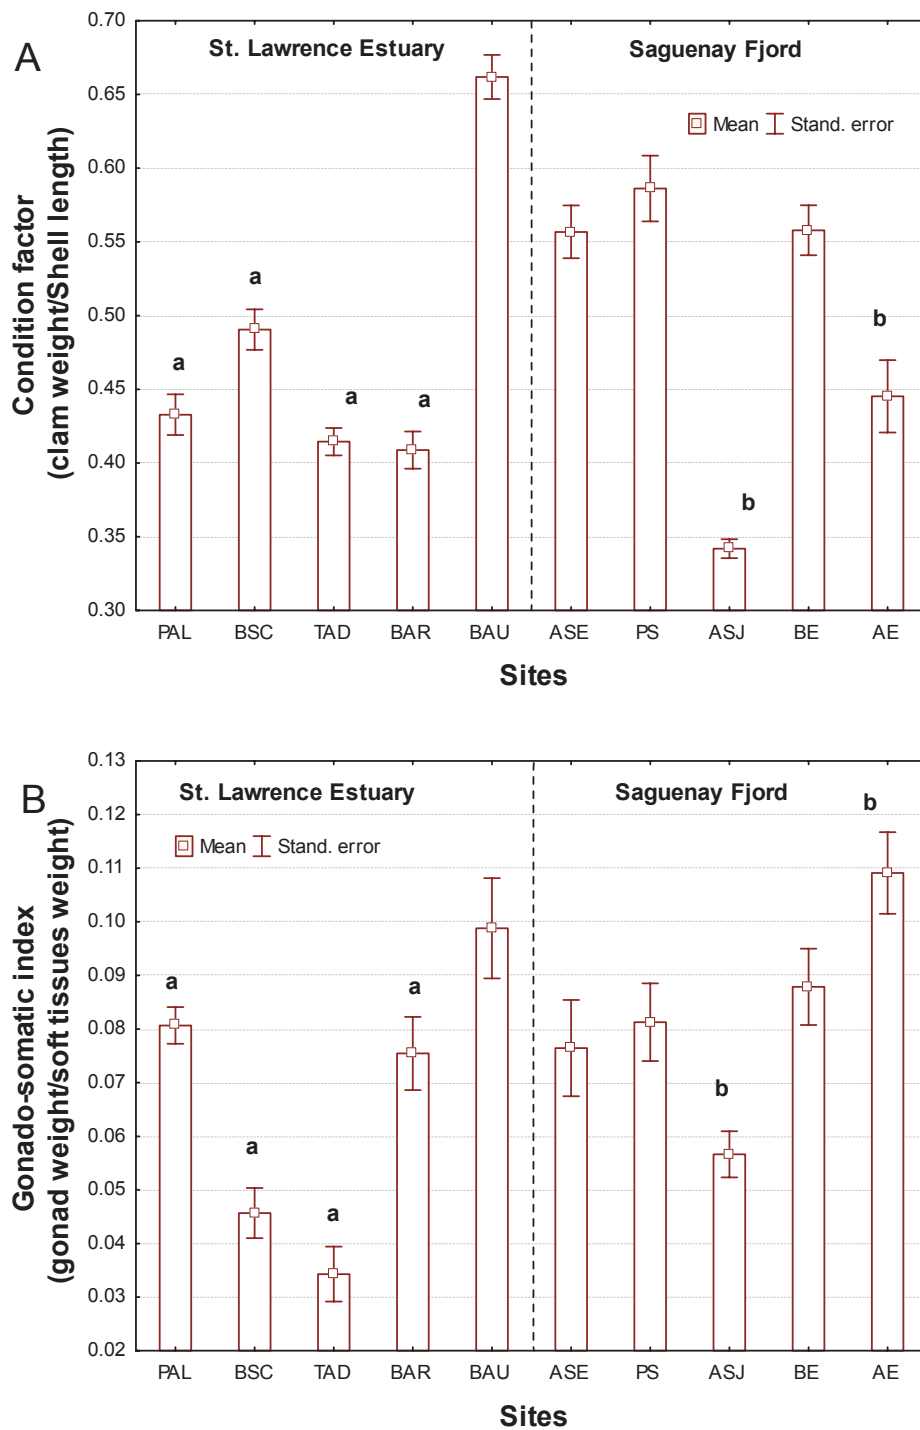 A
St. Lawrence Estuary
Saguenay Fjord
Mean Stand. error
Condition factor
(clam weight/Shell length)
0.70
0.65
0.60
0.55
0.50
0.45
0.40
0.35
0.30
a
a
a
a
b
b
PAL BSC TAD BAR BAU ASE PS ASJ BE AE
Sites
B
St. Lawrence Estuary
Saguenay Fjord
Mean Stand. error
Gonado-somatic index
(gonad weight/soft tissues weight)
0.13
0.12
0.11
0.10
0.09
0.08
0.07
0.06
0.05
0.04
0.03
0.02
a
a
a
a
b
b
PAL BSC TAD BAR BAU ASE PS ASJ BE AE
Sites